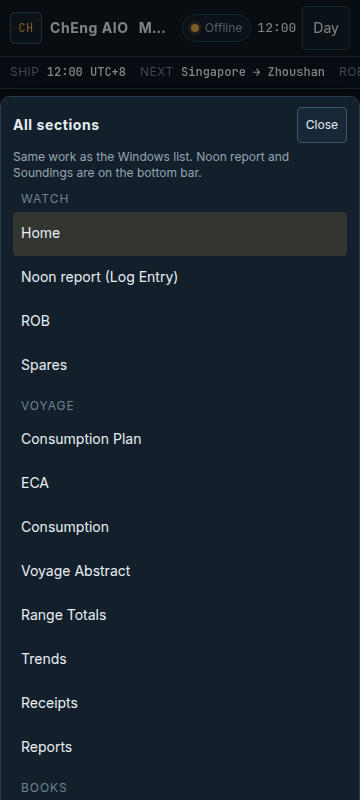 CH ChEng AIO M... Offline 12:00 Day
SHIP 12:00 UTC+8 NEXT Singapore → Zhoushan ROB
All sections Close
Same work as the Windows list. Noon report and
Soundings are on the bottom bar.
WATCH
Home
Noon report (Log Entry)
ROB
Spares
VOYAGE
Consumption Plan
ECA
Consumption
Voyage Abstract
Range Totals
Trends
Receipts
Reports
BOOKS